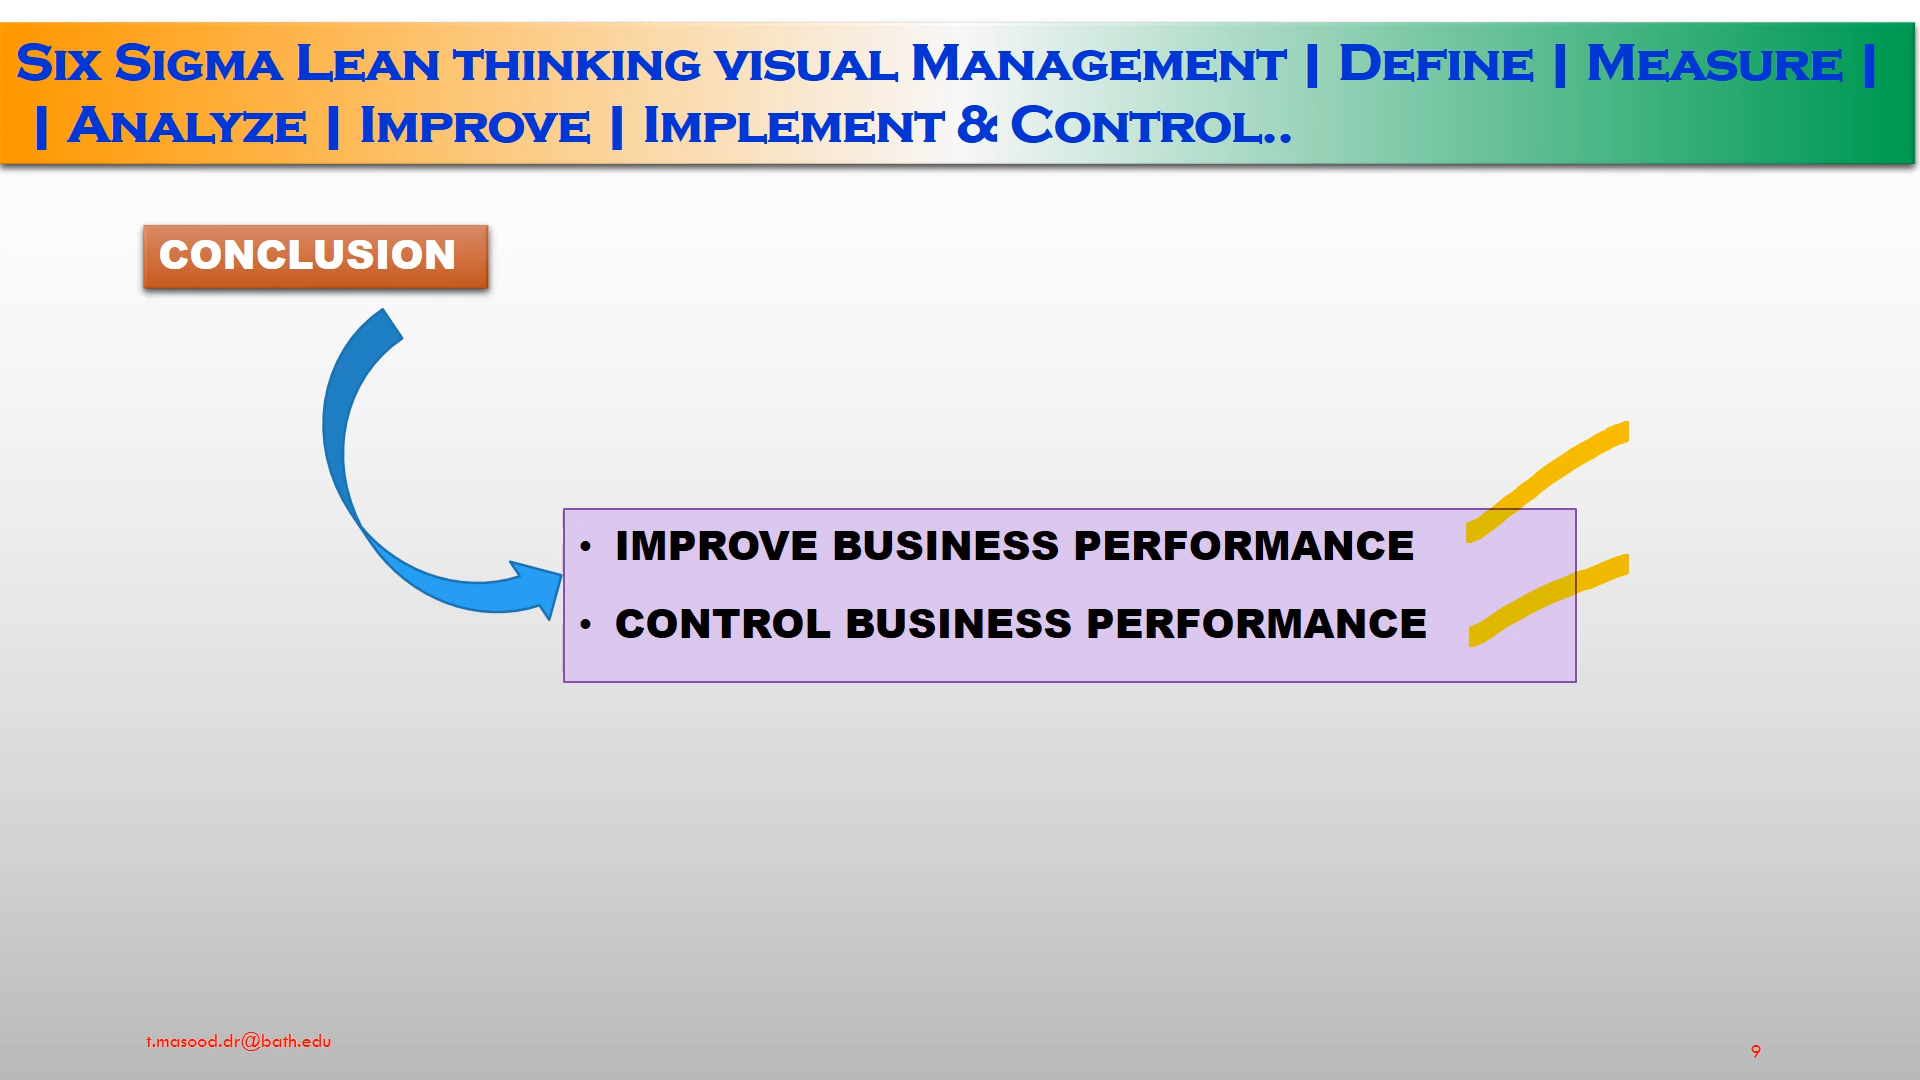 Six Sigma Lean thinking visual Management | Define | Measure |
| Analyze | Improve | Implement & Control..
CONCLUSION
• IMPROVE BUSINESS PERFORMANCE
• CONTROL BUSINESS PERFORMANCE
t.masood.dr@bath.edu
9